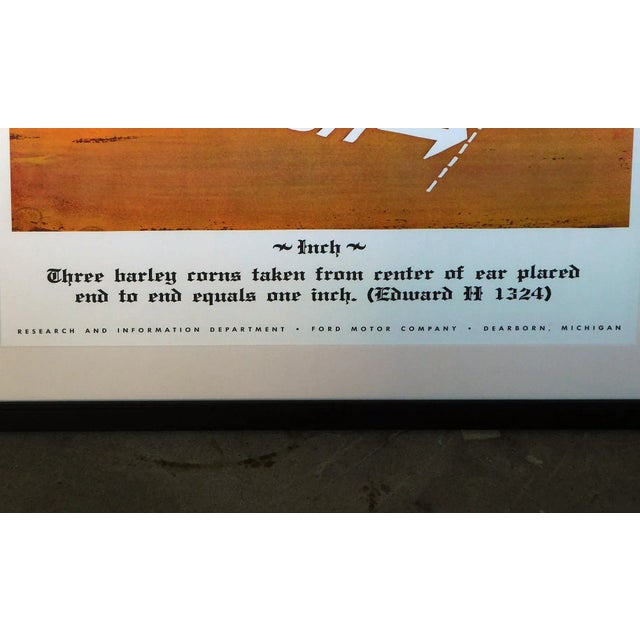 ~ Inch ~
Three barley corns taken from center of ear placed
end to end equals one inch. (Edward II 1324)
RESEARCH AND INFORMATION DEPARTMENT • FORD MOTOR COMPANY • DEARBORN, MICHIGAN